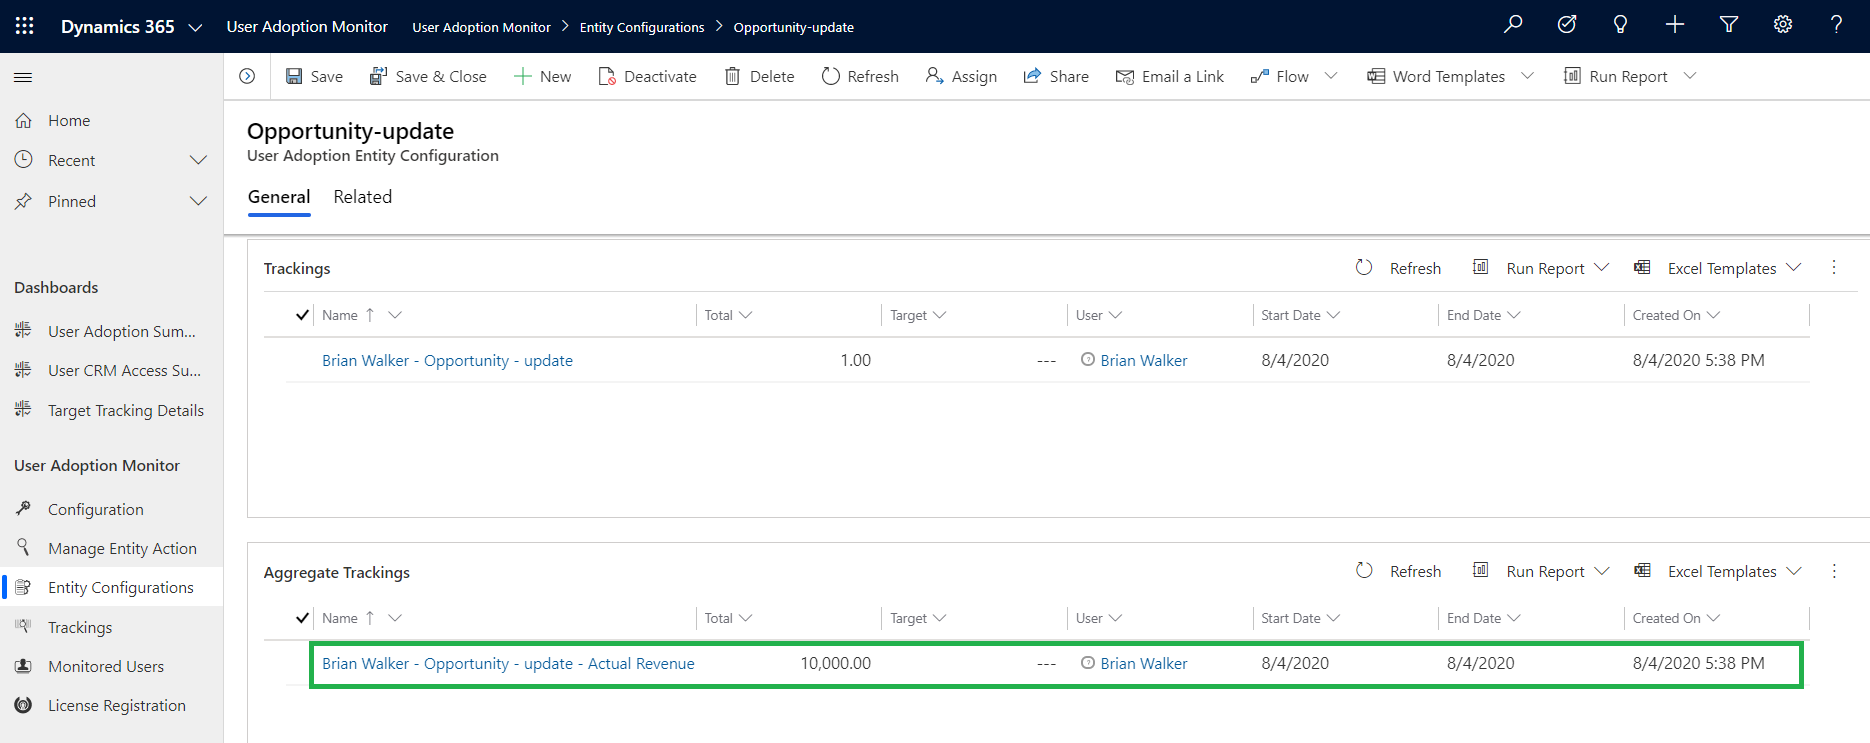 Dynamics 365 User Adoption Monitor User Adoption Monitor > Entity Configurations > Opportunity-update
Save Save & Close New Deactivate Delete Refresh Assign Share Email a Link Flow Word Templates Run Report
Home
Recent
Pinned
Dashboards
User Adoption Sum...
User CRM Access Su...
Target Tracking Details
User Adoption Monitor
Configuration
Manage Entity Action
Entity Configurations
Trackings
Monitored Users
License Registration
Opportunity-update
User Adoption Entity Configuration
General Related
Trackings Refresh Run Report Excel Templates
Name Total Target User Start Date End Date Created On
Brian Walker - Opportunity - update 1.00 --- Brian Walker 8/4/2020 8/4/2020 8/4/2020 5:38 PM
Aggregate Trackings Refresh Run Report Excel Templates
Name Total Target User Start Date End Date Created On
Brian Walker - Opportunity - update - Actual Revenue 10,000.00 --- Brian Walker 8/4/2020 8/4/2020 8/4/2020 5:38 PM